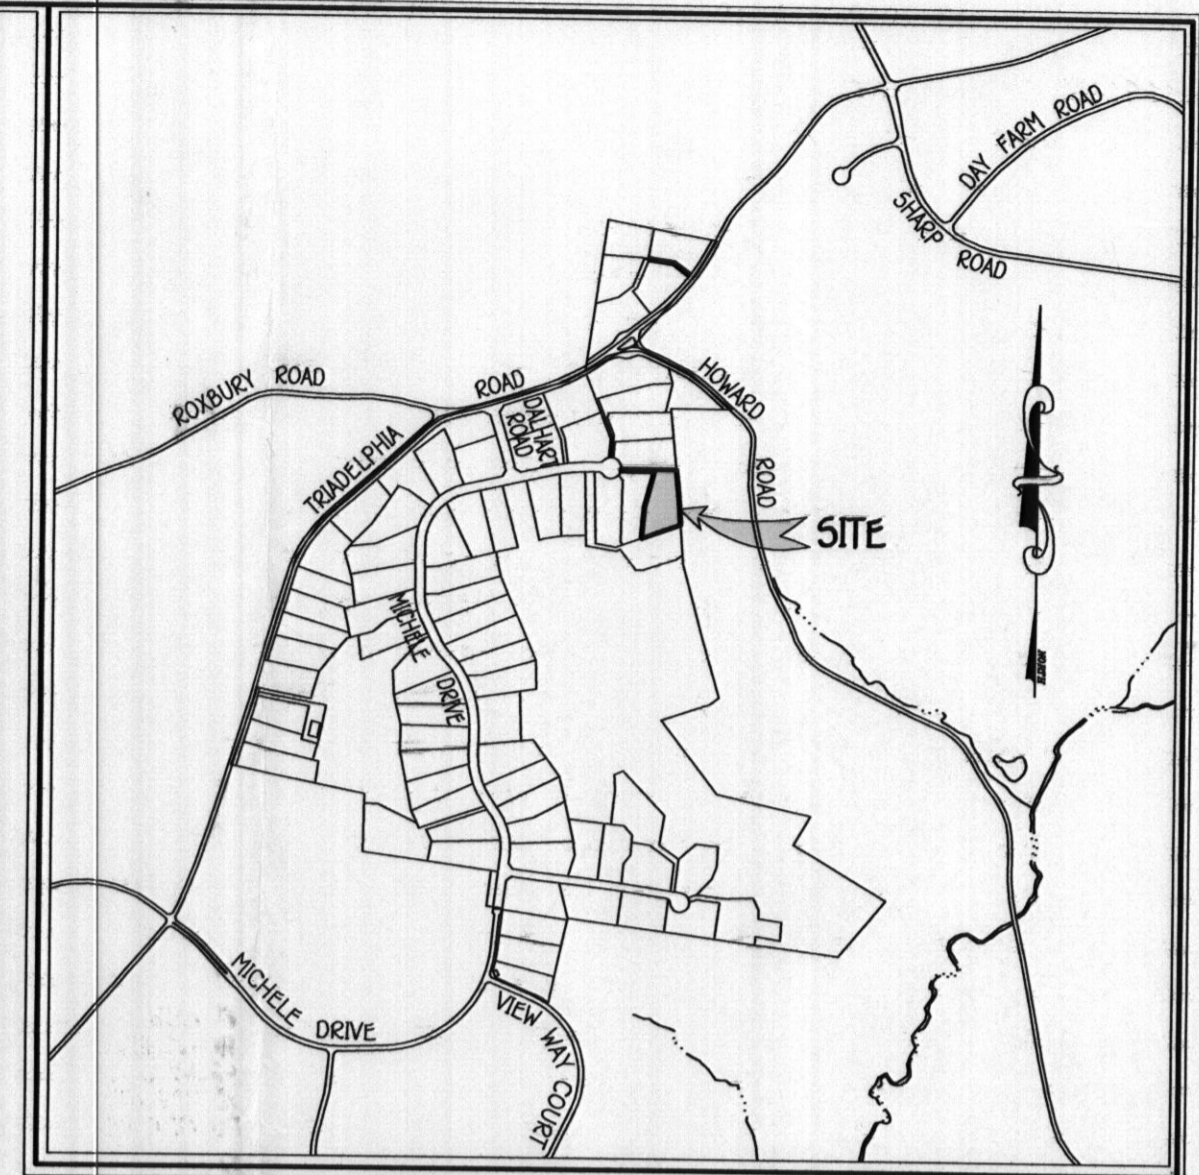 DAY FARM ROAD
SHARP ROAD
ROXBURY ROAD
ROAD
HOWARD
DALHART
ROAD
TRIADELPHIA
ROAD
SITE
MICHELE
DRIVE
MICHELE DRIVE
VIEW WAY COURT